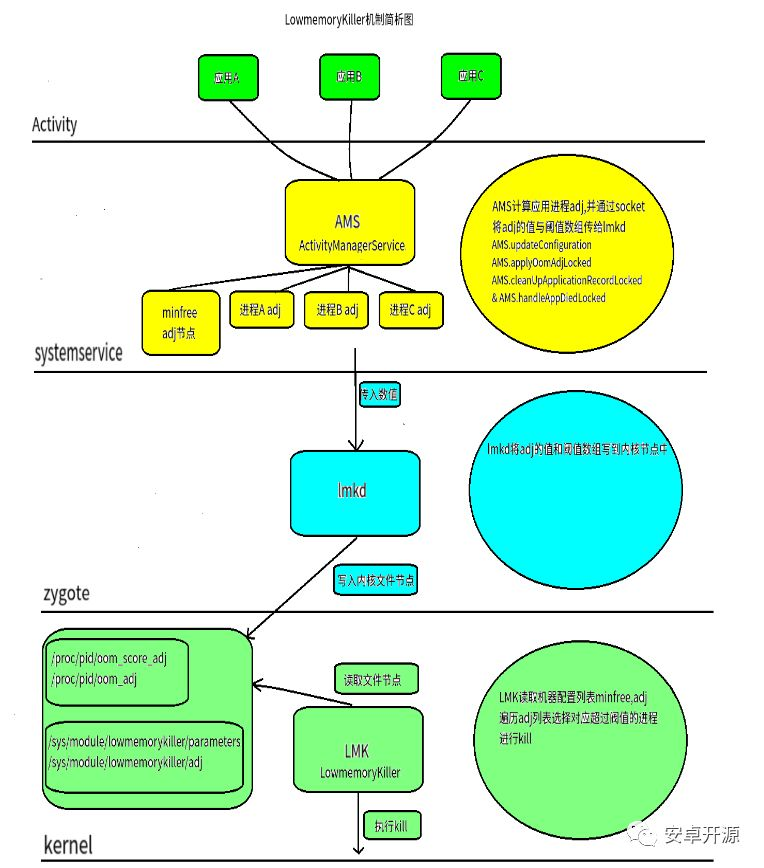 LowmemoryKiller机制简析图
应用A
应用B
应用C
Activity
AMS
ActivityManagerService
AMS计算应用进程adj,并通过socket
将adj的值与阈值数组传给lmkd
AMS.updateConfiguration
AMS.applyOomAdjLocked
AMS.cleanUpApplicationRecordLocked
& AMS.handleAppDiedLocked
minfree
adj节点
进程A adj
进程B adj
进程C adj
systemservice
传入数值
lmkd
lmkd将adj的值和阈值数组写到内核节点中
写入内核文件节点
zygote
/proc/pid/oom_score_adj
/proc/pid/oom_adj
/sys/module/lowmemorykiller/parameters
/sys/module/lowmemorykiller/adj
读取文件节点
LMK
LowmemoryKiller
LMK读取机器配置列表minfree,adj
遍历adj列表选择对应超过阀值的进程
进行kill
执行kill
kernel
安卓开源